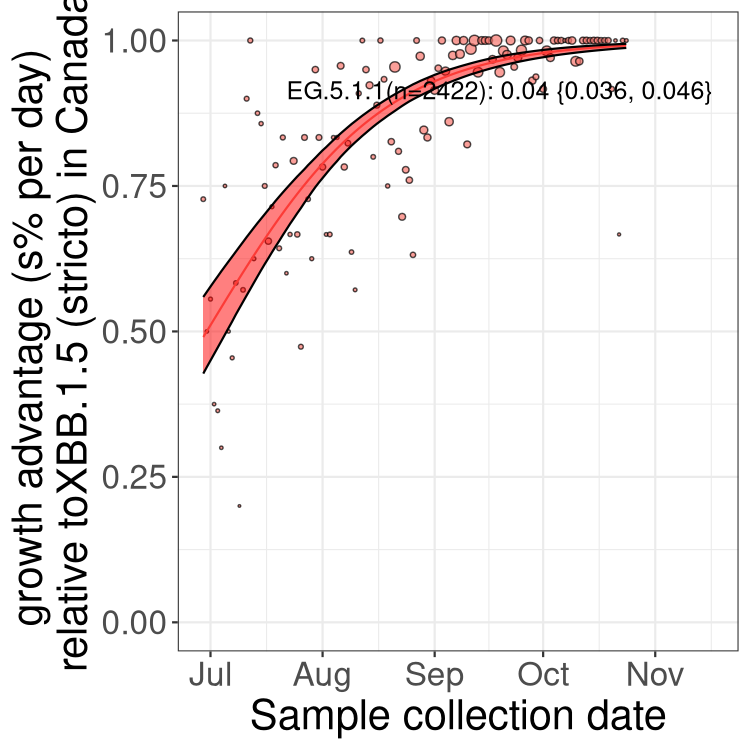 growth advantage (s% per day)
relative toXBB.1.5 (stricto) in Canada
1.00
0.75
0.50
0.25
0.00
EG.5.1.1(n=2422): 0.04 {0.036, 0.046}
Jul Aug Sep Oct Nov
Sample collection date